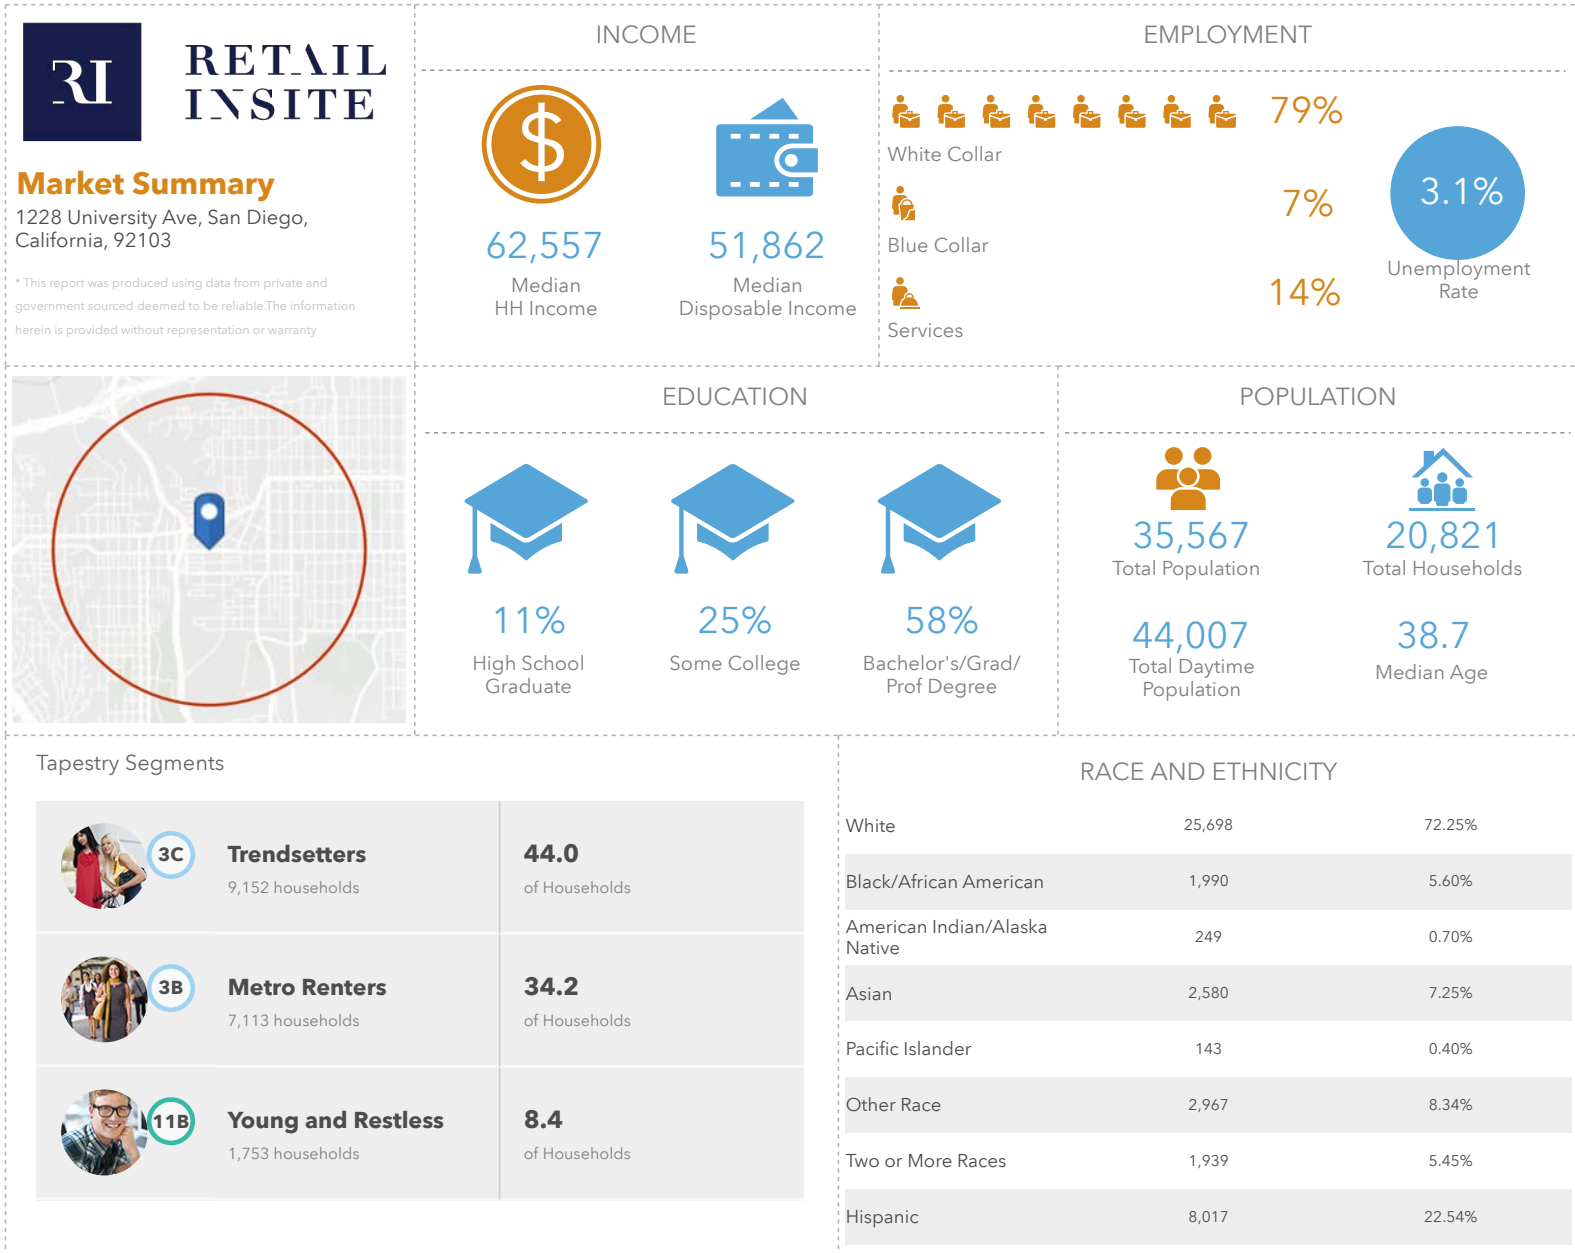 RI
RETAIL
INSITE
Market Summary
1228 University Ave, San Diego,
California, 92103
* This report was produced using data from private and
government sourced deemed to be reliable.The information
herein is provided without representation or warranty
INCOME
62,557
Median
HH Income
51,862
Median
Disposable Income
EMPLOYMENT
79%
White Collar
7%
Blue Collar
14%
Services
3.1%
Unemployment
Rate
EDUCATION
11%
High School
Graduate
25%
Some College
58%
Bachelor's/Grad/
Prof Degree
POPULATION
35,567
Total Population
20,821
Total Households
44,007
Total Daytime
Population
38.7
Median Age
Tapestry Segments
3C
Trendsetters
9,152 households
44.0
of Households
3B
Metro Renters
7,113 households
34.2
of Households
11B
Young and Restless
1,753 households
8.4
of Households
RACE AND ETHNICITY
White 25,698 72.25%
Black/African American 1,990 5.60%
American Indian/Alaska
Native 249 0.70%
Asian 2,580 7.25%
Pacific Islander 143 0.40%
Other Race 2,967 8.34%
Two or More Races 1,939 5.45%
Hispanic 8,017 22.54%